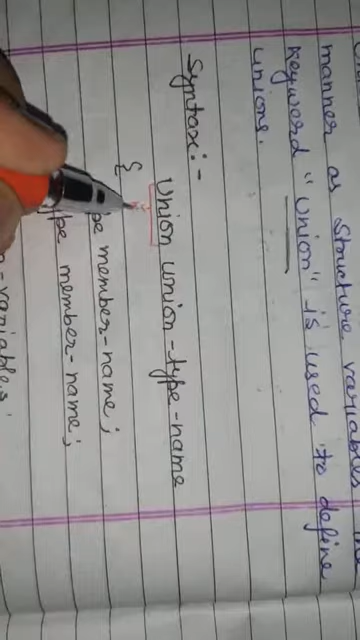 manner as Structure variables
keyword "Union" is used to define
unions.
Syntax:-
Union union-type-name
{
member-name;
member-name;
variables;